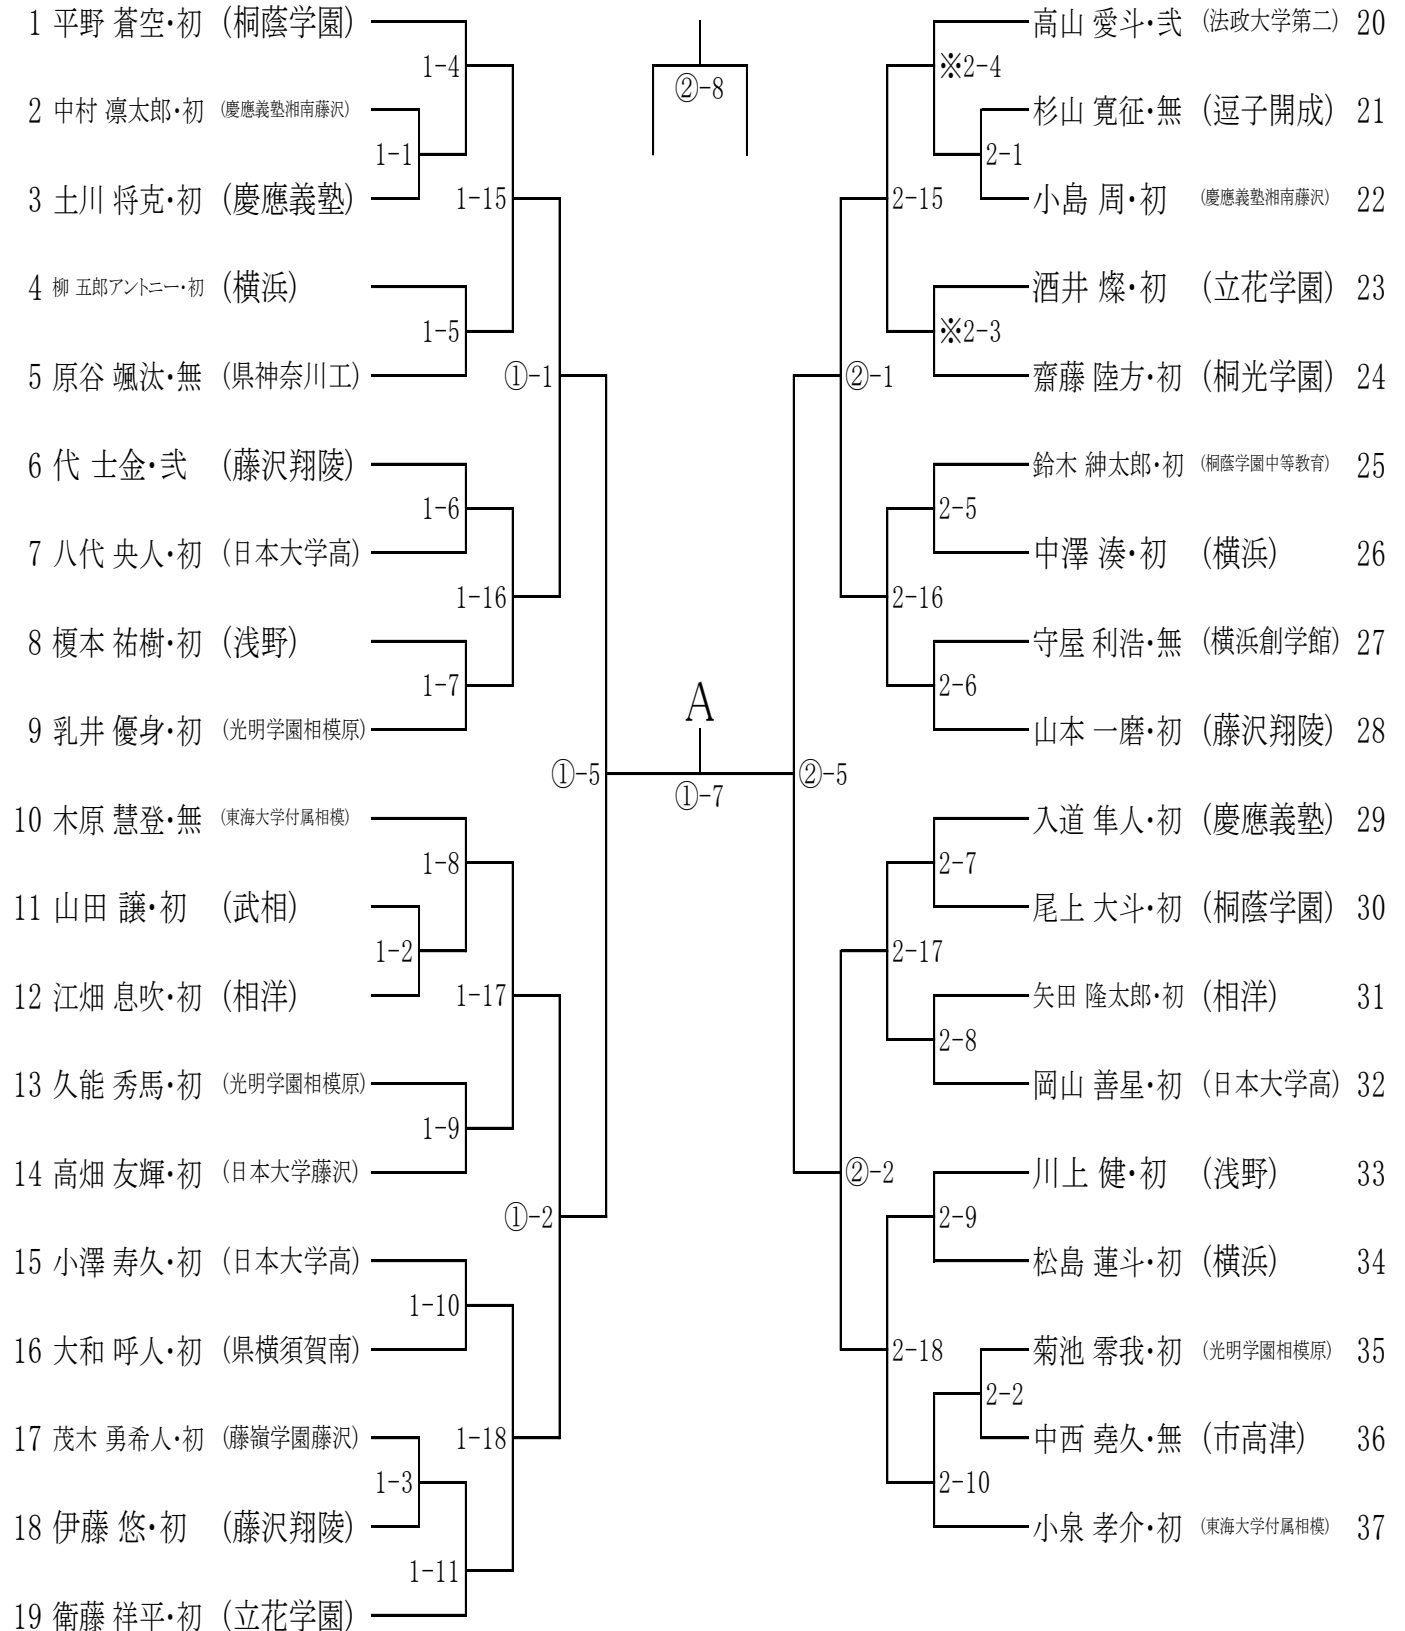 1 平野 蒼空・初 (桐蔭学園)
1-4
2 中村 凛太郎・初 (慶應義塾湘南藤沢)
1-1
3 土川 将克・初 (慶應義塾)
1-15
4 柳 五郎アントニー・初 (横浜)
1-5
5 原谷 颯汰・無 (県神奈川工)
①-1
6 代 士金・弐 (藤沢翔陵)
1-6
7 八代 央人・初 (日本大学高)
1-16
8 榎本 祐樹・初 (浅野)
1-7
9 乳井 優身・初 (光明学園相模原)
①-5
10 木原 慧登・無 (東海大学付属相模)
1-8
11 山田 譲・初 (武相)
1-2
12 江畑 息吹・初 (相洋)
1-17
13 久能 秀馬・初 (光明学園相模原)
1-9
14 高畑 友輝・初 (日本大学藤沢)
①-2
15 小澤 寿久・初 (日本大学高)
1-10
16 大和 呼人・初 (県横須賀南)
17 茂木 勇希人・初 (藤嶺学園藤沢)
1-18
1-3
18 伊藤 悠・初 (藤沢翔陵)
1-11
19 衛藤 祥平・初 (立花学園)
②-8
A
①-7
高山 愛斗・弐 (法政大学第二) 20
※2-4
杉山 寛征・無 (逗子開成) 21
2-1
小島 周・初 (慶應義塾湘南藤沢) 22
2-15
酒井 燦・初 (立花学園) 23
※2-3
齋藤 陸方・初 (桐光学園) 24
②-1
鈴木 紳太郎・初 (桐蔭学園中等教育) 25
2-5
中澤 湊・初 (横浜) 26
2-16
守屋 利浩・無 (横浜創学館) 27
2-6
山本 一磨・初 (藤沢翔陵) 28
②-5
入道 隼人・初 (慶應義塾) 29
2-7
尾上 大斗・初 (桐蔭学園) 30
2-17
矢田 隆太郎・初 (相洋) 31
2-8
岡山 善星・初 (日本大学高) 32
②-2
川上 健・初 (浅野) 33
2-9
松島 蓮斗・初 (横浜) 34
2-18
菊池 零我・初 (光明学園相模原) 35
2-2
中西 堯久・無 (市高津) 36
2-10
小泉 孝介・初 (東海大学付属相模) 37